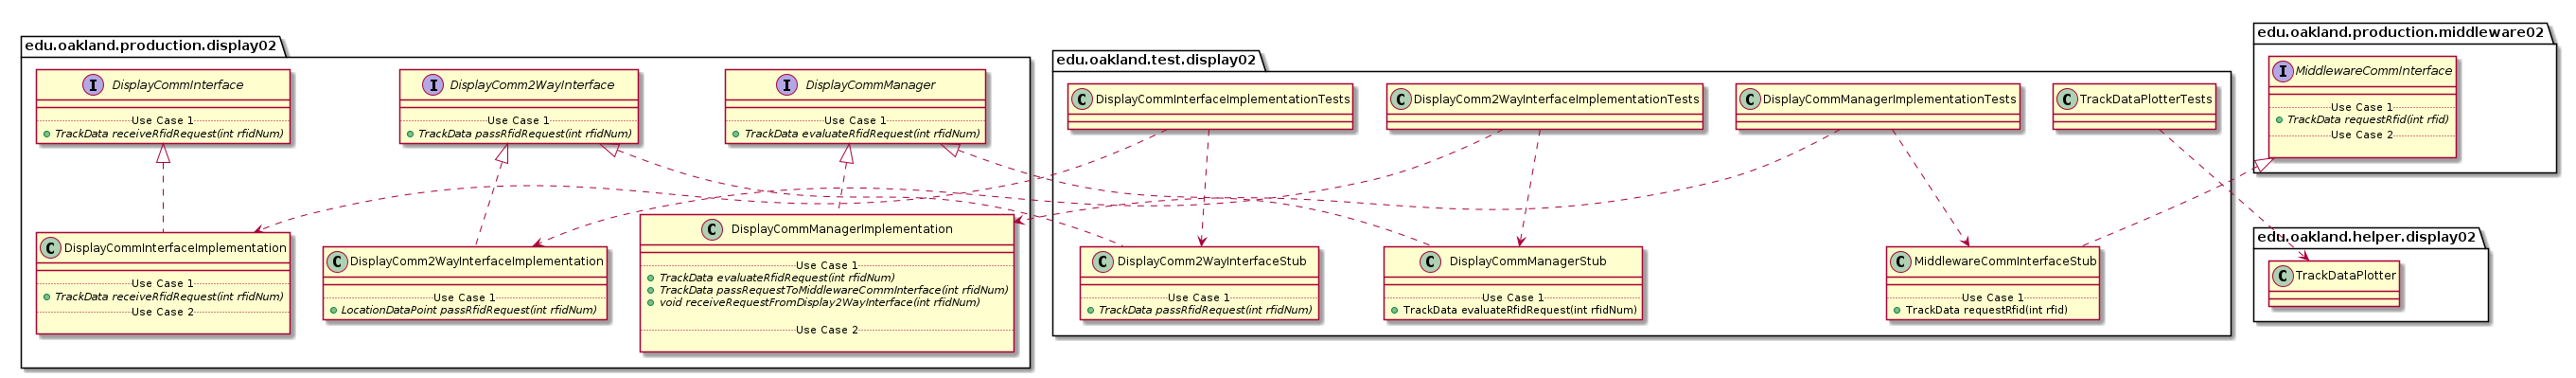 edu.oakland.production.display02
I DisplayCommInterface
Use Case 1
TrackData receiveRfidRequest(int rfidNum)
I DisplayComm2WayInterface
Use Case 1
TrackData passRfidRequest(int rfidNum)
I DisplayCommManager
Use Case 1
TrackData evaluateRfidRequest(int rfidNum)
C DisplayCommInterfaceImplementation
Use Case 1
TrackData receiveRfidRequest(int rfidNum)
Use Case 2
C DisplayComm2WayInterfaceImplementation
Use Case 1
LocationDataPoint passRfidRequest(int rfidNum)
C DisplayCommManagerImplementation
Use Case 1
TrackData evaluateRfidRequest(int rfidNum)
TrackData passRequestToMiddlewareCommInterface(int rfidNum)
void receiveRequestFromDisplay2WayInterface(int rfidNum)
Use Case 2
edu.oakland.test.display02
C DisplayCommInterfaceImplementationTests
C DisplayComm2WayInterfaceImplementationTests
C DisplayCommManagerImplementationTests
C TrackDataPlotterTests
C DisplayComm2WayInterfaceStub
Use Case 1
TrackData passRfidRequest(int rfidNum)
C DisplayCommManagerStub
Use Case 1
TrackData evaluateRfidRequest(int rfidNum)
C MiddlewareCommInterfaceStub
Use Case 1
TrackData requestRfid(int rfid)
edu.oakland.production.middleware02
I MiddlewareCommInterface
Use Case 1
TrackData requestRfid(int rfid)
Use Case 2
edu.oakland.helper.display02
C TrackDataPlotter